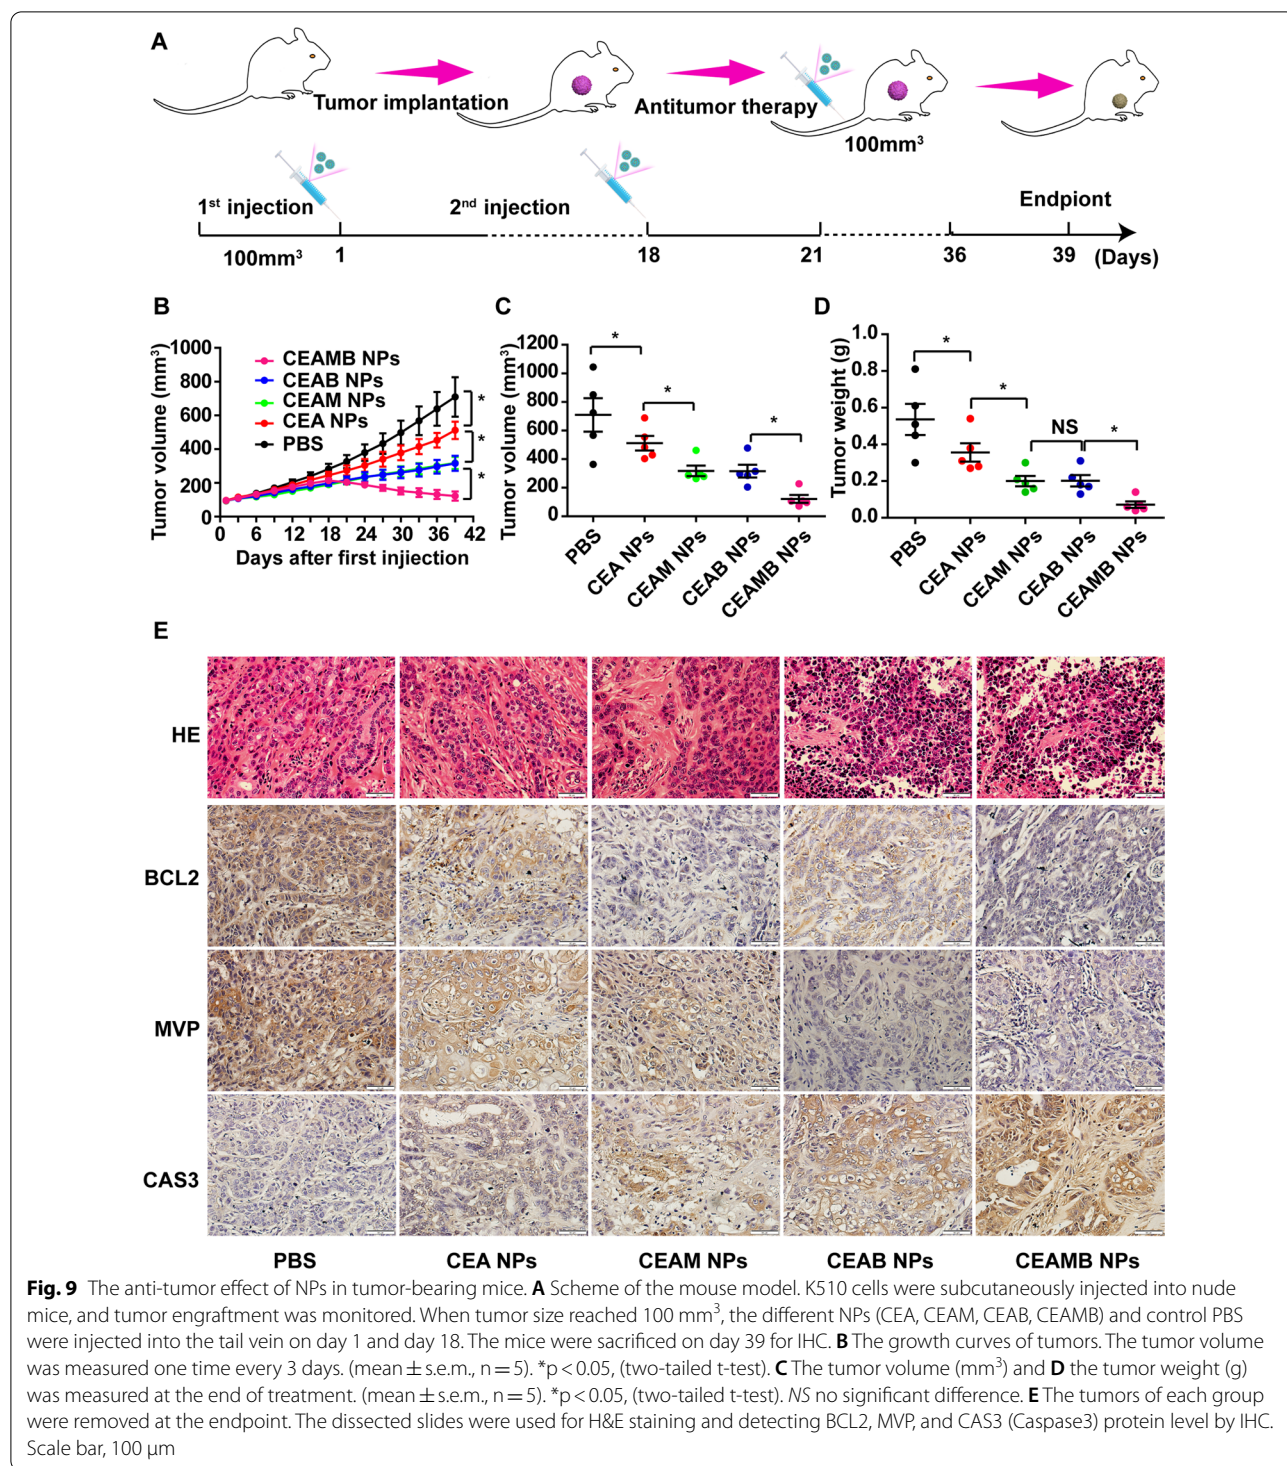 A
Tumor implantation
Antitumor therapy
100mm³
1st injection
2nd injection
Endpiont
100mm³
1
18
21
36
39
(Days)
B
Tumor volume (mm³)
1000
800
600
400
200
0
CEAMB NPs
CEAB NPs
CEAM NPs
CEA NPs
PBS
*
*
*
0 6 12 18 24 30 36 42
Days after first injection
C
Tumor volume (mm³)
1200
1000
800
600
400
200
0
*
*
*
PBS
CEA NPs
CEAM NPs
CEAB NPs
CEAMB NPs
D
Tumor weight (g)
1.0
0.8
0.6
0.4
0.2
0.0
*
*
NS
*
PBS
CEA NPs
CEAM NPs
CEAB NPs
CEAMB NPs
E
HE
BCL2
MVP
CAS3
PBS
CEA NPs
CEAM NPs
CEAB NPs
CEAMB NPs
Fig. 9 The anti-tumor effect of NPs in tumor-bearing mice. A Scheme of the mouse model. K510 cells were subcutaneously injected into nude
mice, and tumor engraftment was monitored. When tumor size reached 100 mm³, the different NPs (CEA, CEAM, CEAB, CEAMB) and control PBS
were injected into the tail vein on day 1 and day 18. The mice were sacrificed on day 39 for IHC. B The growth curves of tumors. The tumor volume
was measured one time every 3 days. (mean ± s.e.m., n = 5). *p < 0.05, (two-tailed t-test). C The tumor volume (mm³) and D the tumor weight (g)
was measured at the end of treatment. (mean ± s.e.m., n = 5). *p < 0.05, (two-tailed t-test). NS no significant difference. E The tumors of each group
were removed at the endpoint. The dissected slides were used for H&E staining and detecting BCL2, MVP, and CAS3 (Caspase3) protein level by IHC.
Scale bar, 100 μm